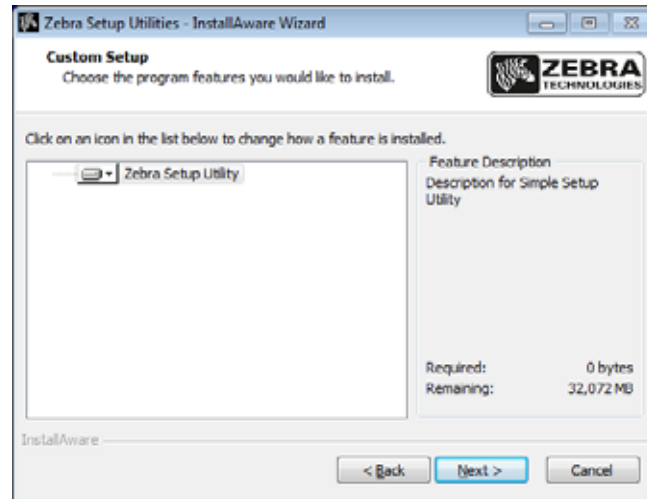 Zebra Setup Utilities - InstallAware Wizard
Custom Setup
Choose the program features you would like to install.
ZEBRA
TECHNOLOGIES
Click on an icon in the list below to change how a feature is installed.
Zebra Setup Utility
Feature Description
Description for Simple Setup
Utility
Required: 0 bytes
Remaining: 32,072 MB
InstallAware
< Back
Next >
Cancel